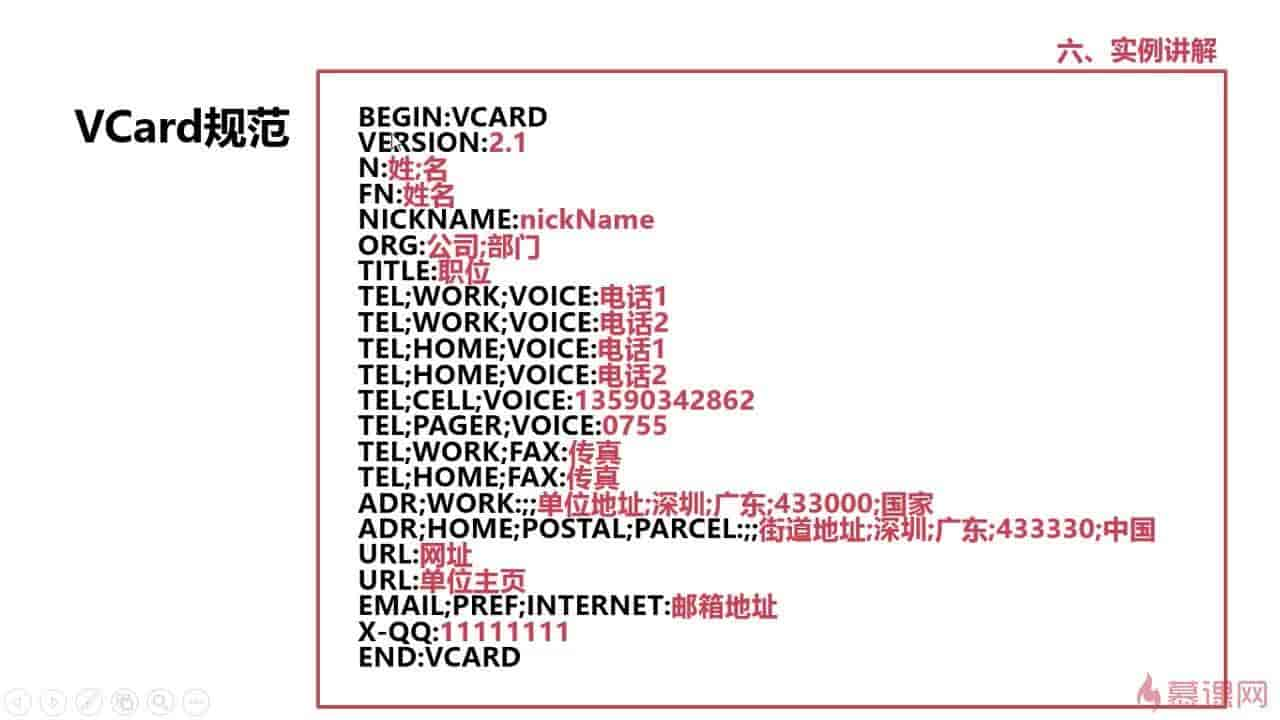 六、实例讲解
VCard规范
BEGIN:VCARD
VERSION:2.1
N:姓;名
FN:姓名
NICKNAME:nickName
ORG:公司;部门
TITLE:职位
TEL;WORK;VOICE:电话1
TEL;WORK;VOICE:电话2
TEL;HOME;VOICE:电话1
TEL;HOME;VOICE:电话2
TEL;CELL;VOICE:13590342862
TEL;PAGER;VOICE:0755
TEL;WORK;FAX:传真
TEL;HOME;FAX:传真
ADR;WORK:;;单位地址;深圳;广东;433000;国家
ADR;HOME;POSTAL;PARCEL:;;街道地址;深圳;广东;433330;中国
URL:网址
URL:单位主页
EMAIL;PREF;INTERNET:邮箱地址
X-QQ:11111111
END:VCARD
慕课网